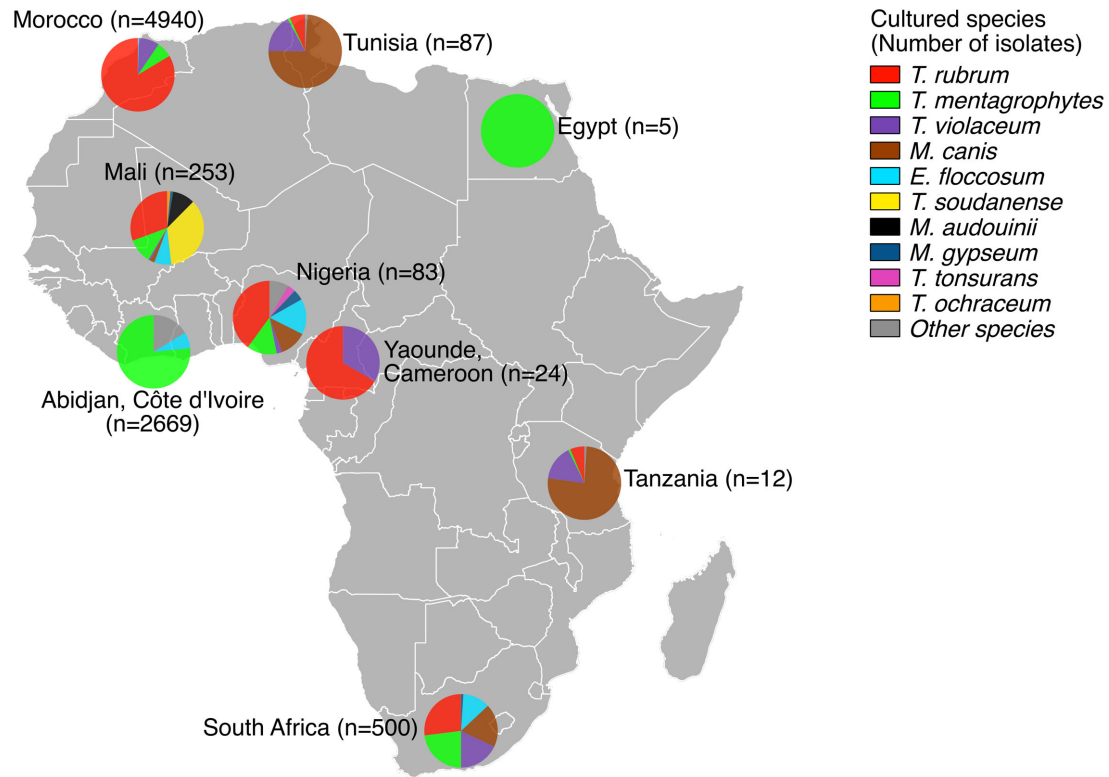 Morocco (n=4940)
Tunisia (n=87)
Egypt (n=5)
Mali (n=253)
Nigeria (n=83)
Yaounde,
Cameroon (n=24)
Abidjan, Côte d'Ivoire
(n=2669)
Tanzania (n=12)
South Africa (n=500)
Cultured species
(Number of isolates)
T. rubrum
T. mentagrophytes
T. violaceum
M. canis
E. floccosum
T. soudanense
M. audouinii
M. gypseum
T. tonsurans
T. ochraceum
Other species